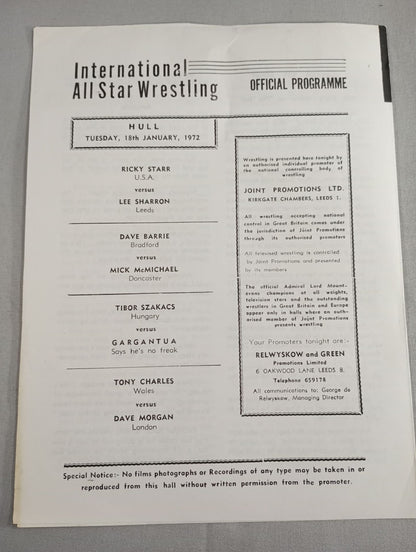 International
All Star Wrestling
OFFICIAL PROGRAMME
HULL
TUESDAY, 18th JANUARY, 1972
RICKY STARR
U.S.A.
versus
LEE SHARRON
Leeds
DAVE BARRIE
Bradford
versus
MICK McMICHAEL
Doncaster
TIBOR SZAKACS
Hungary
versus
GARGANTUA
Says he's no freak
TONY CHARLES
Wales
versus
DAVE MORGAN
London
Wrestling is presented here tonight by
an authorised individual promoter of
the national controlling body of
wrestling
JOINT PROMOTIONS LTD.
KIRKGATE CHAMBERS, LEEDS 1.
All wrestling accepting national
control in Great Britain comes under
the jurisdiction of Joint Promotions
through its authorised promoters
All televised wrestling is controlled
by Joint Promotions and presented
by its members
The official Admiral Lord Mount-
evans champions at all weights,
television stars and the outstanding
wrestlers in Great Britain and Europe
appear only in halls where an auth-
orised member of Joint Promotions
presents wrestling
Your Promoters tonight are:-
RELWYSKOW and GREEN
Promotions Limited
6 OAKWOOD LANE LEEDS 8,
Telephone 659178
All communications to: George de
Relwyskow, Managing Director
Special Notice:- No films photographs or Recordings of any type may be taken in or
reproduced from this hall without written permission from the promoter.